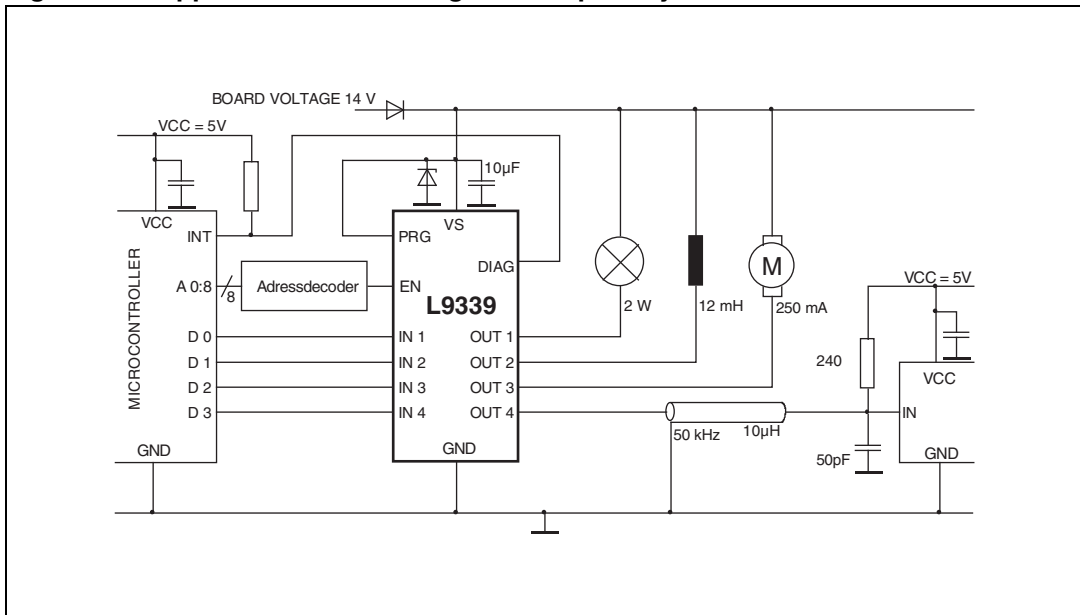 BOARD VOLTAGE 14 V
VCC = 5V
10µF
VCC
VS
INT
PRG
DIAG
MICROCONTROLLER
A 0:8
8
Adressdecoder
EN
L9339
M
2 W
12 mH
250 mA
VCC = 5V
D 0
IN 1
OUT 1
D 1
IN 2
OUT 2
D 2
IN 3
OUT 3
D 3
IN 4
OUT 4
240
VCC
IN
50 kHz
10µH
50pF
GND
GND
GND